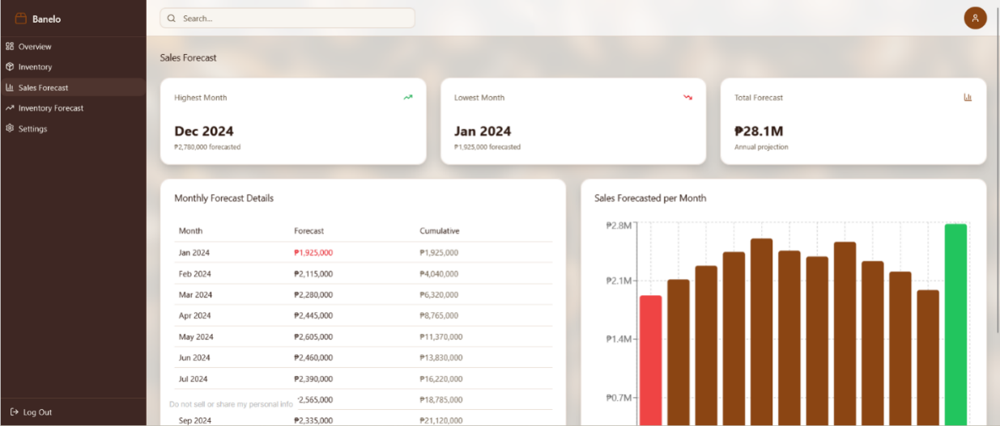 Banelo
Search...
Overview
Inventory
Sales Forecast
Inventory Forecast
Settings
Log Out
Sales Forecast
Highest Month
Dec 2024
₱2,780,000 forecasted
Lowest Month
Jan 2024
₱1,925,000 forecasted
Total Forecast
₱28.1M
Annual projection
Monthly Forecast Details
Month Forecast Cumulative
Jan 2024 ₱1,925,000 ₱1,925,000
Feb 2024 ₱2,115,000 ₱4,040,000
Mar 2024 ₱2,280,000 ₱6,320,000
Apr 2024 ₱2,445,000 ₱8,765,000
May 2024 ₱2,605,000 ₱11,370,000
Jun 2024 ₱2,460,000 ₱13,830,000
Jul 2024 ₱2,390,000 ₱16,220,000
Do not sell or share my personal info 2,565,000 ₱18,785,000
Sep 2024 ₱2,335,000 ₱21,120,000
Sales Forecasted per Month
₱2.8M
₱2.1M
₱1.4M
₱0.7M